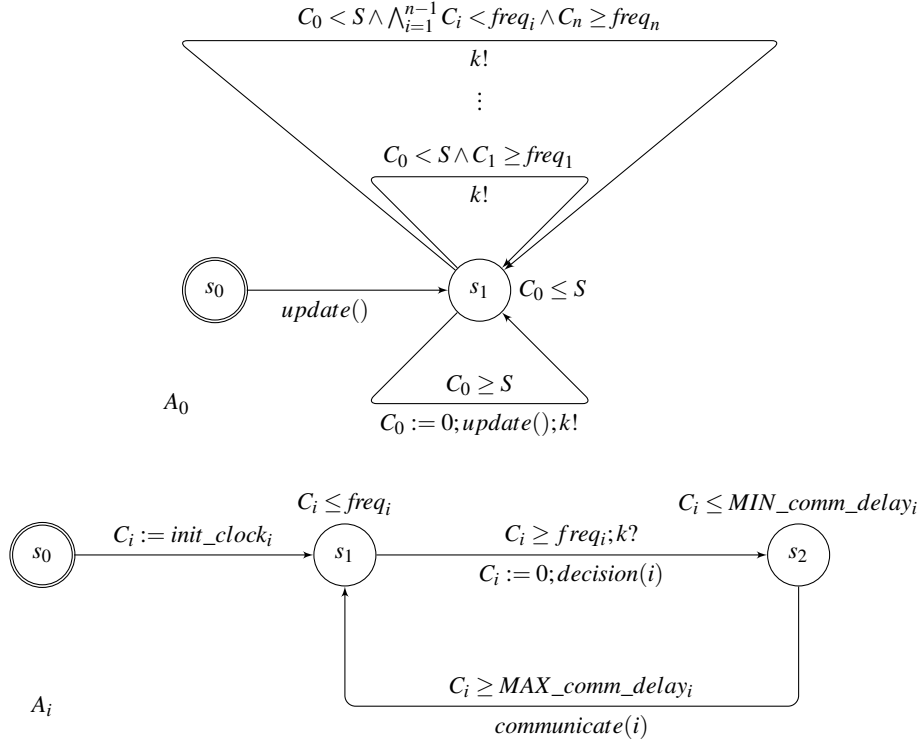 C_0 < S ∧ ⋀_{i=1}^{n−1} C_i < freq_i ∧ C_n ≥ freq_n
k!
⋮
C_0 < S ∧ C_1 ≥ freq_1
k!
s_0
s_1
C_0 ≤ S
update()
C_0 ≥ S
A_0
C_0 := 0; update(); k!
C_i ≤ freq_i
C_i ≤ MIN_comm_delay_i
s_0
C_i := init_clock_i
s_1
C_i ≥ freq_i; k?
s_2
C_i := 0; decision(i)
C_i ≥ MAX_comm_delay_i
A_i
communicate(i)